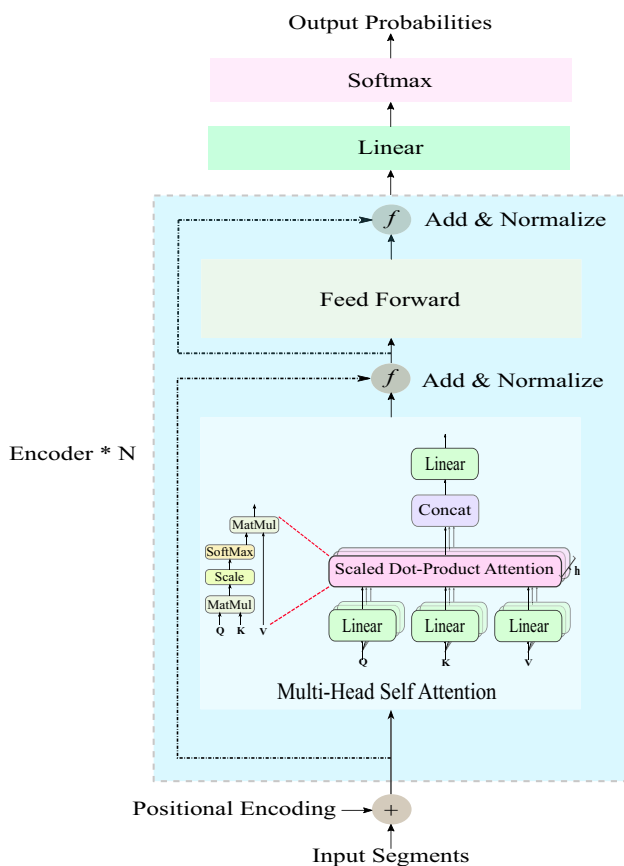 Output Probabilities
Softmax
Linear
f Add & Normalize
Feed Forward
f Add & Normalize
Encoder * N
Linear
Concat
MatMul
SoftMax
Scale
MatMul
Q K V
Scaled Dot-Product Attention
h
Linear Linear Linear
Q K V
Multi-Head Self Attention
Positional Encoding +
Input Segments